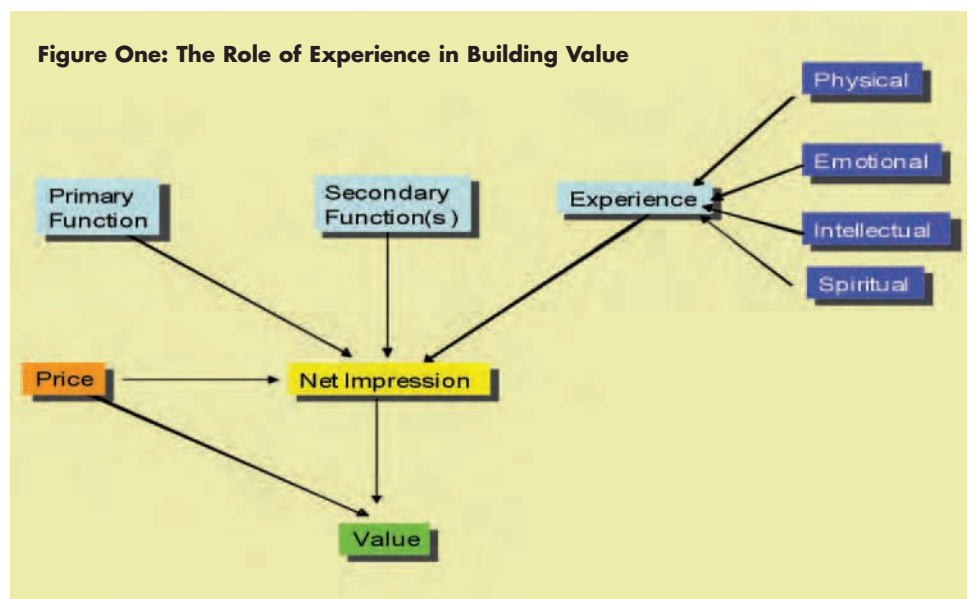 Figure One: The Role of Experience in Building Value
Physical
Emotional
Primary
Function
Secondary
Function(s)
Experience
Intellectual
Spiritual
Price
Net Impression
Value